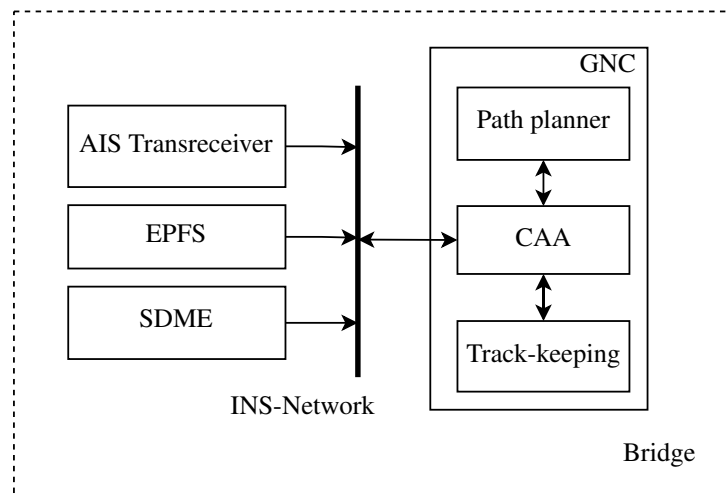 GNC
Path planner
AIS Transreceiver
EPFS
CAA
SDME
Track-keeping
INS-Network
Bridge